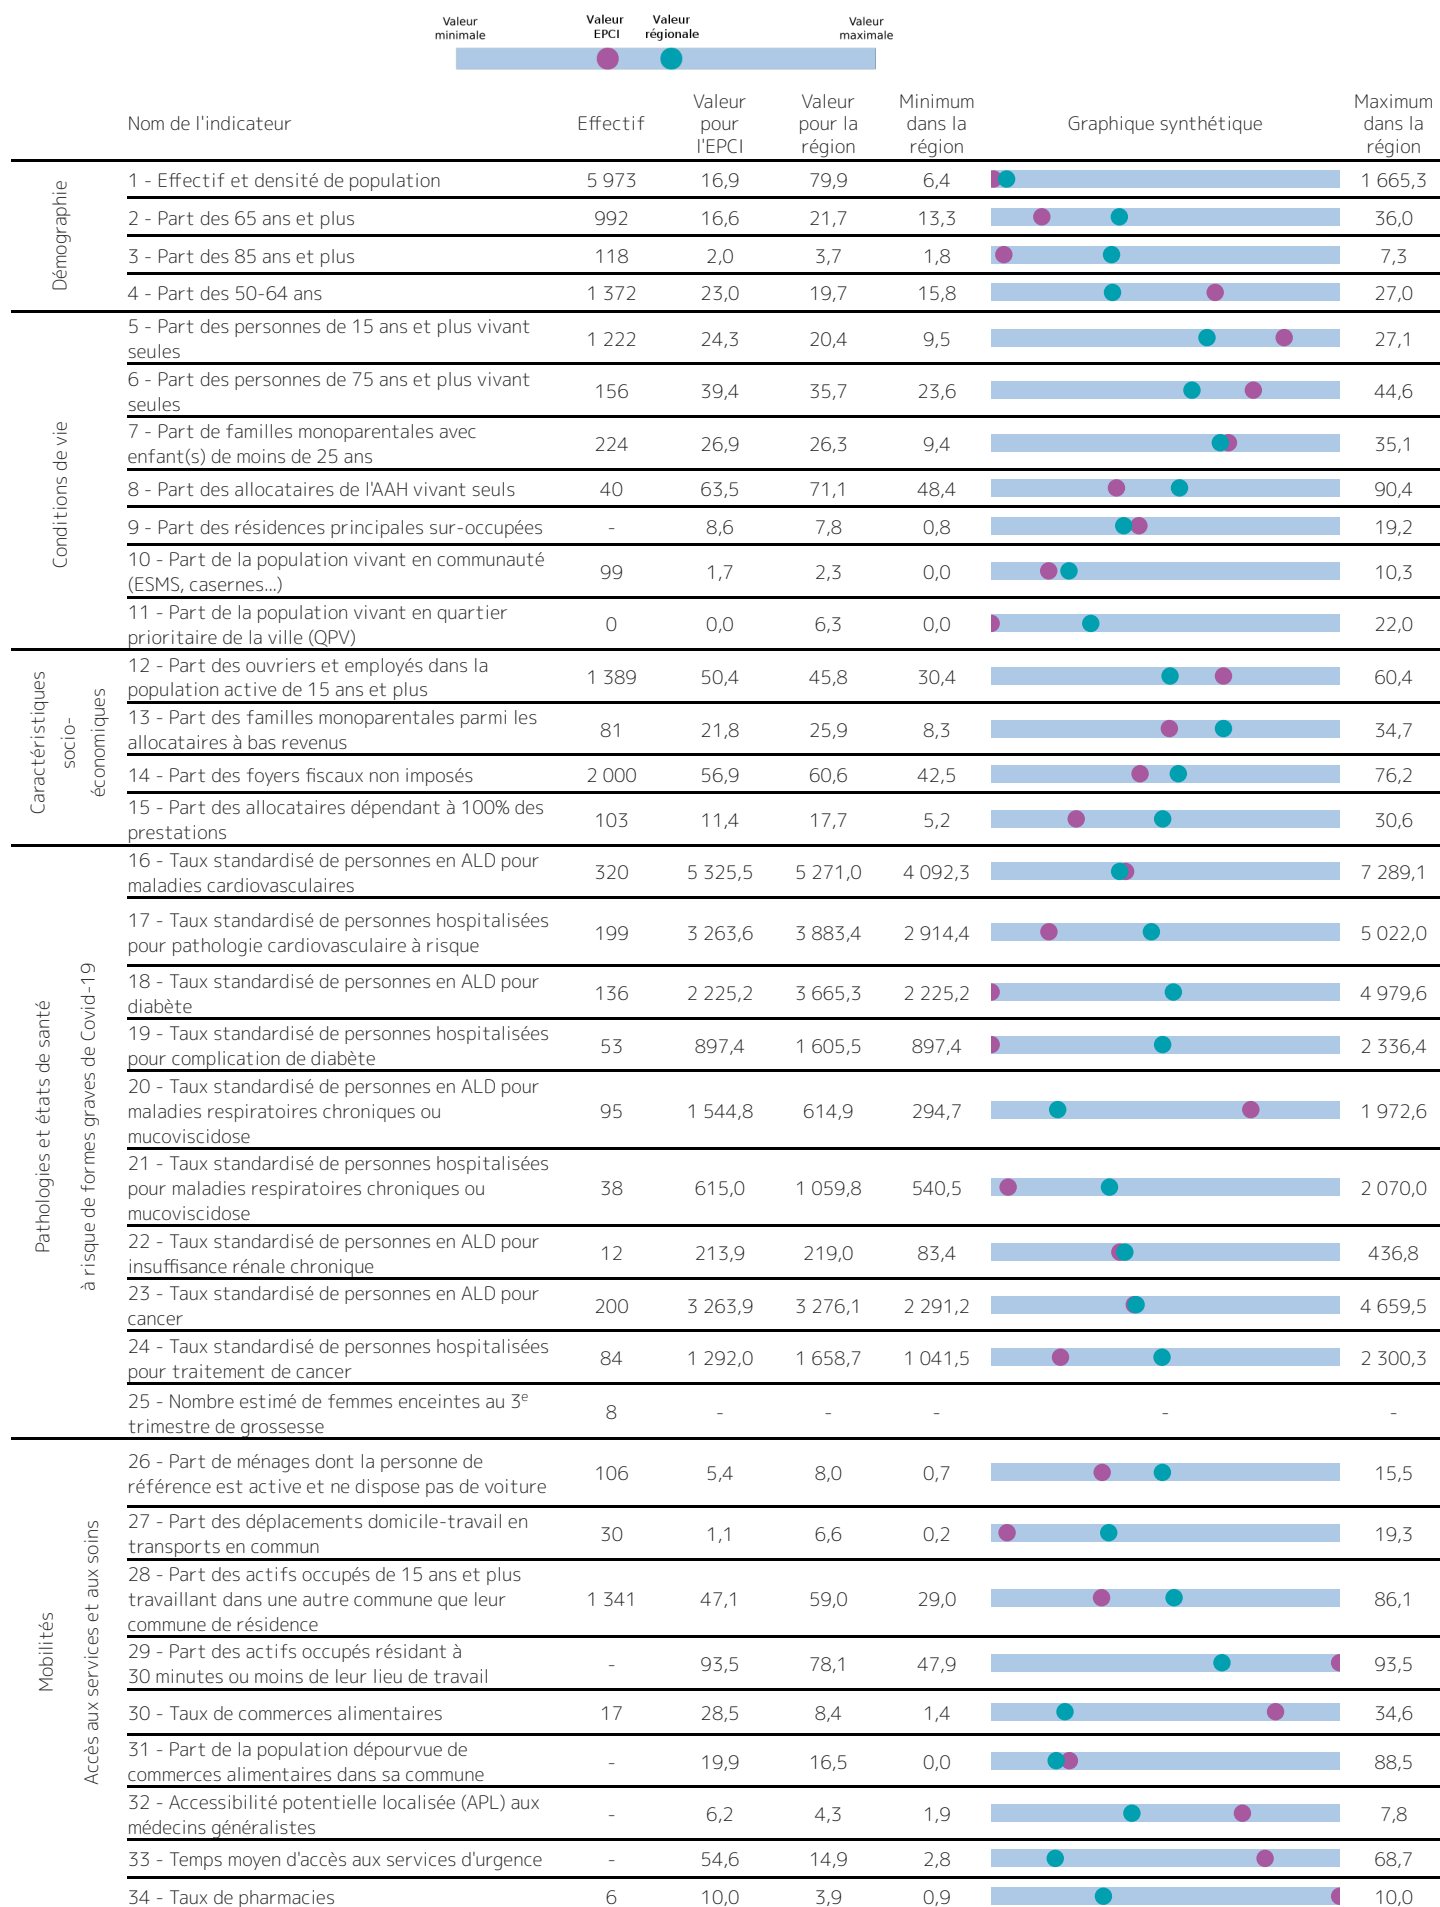 Valeur
minimale
Valeur
EPCI
Valeur
régionale
Valeur
maximale
Nom de l'indicateur
Effectif
Valeur
pour
l'EPCI
Valeur
pour la
région
Minimum
dans la
région
Graphique synthétique
Maximum
dans la
région
Démographie
1 - Effectif et densité de population 5 973 16,9 79,9 6,4 1 665,3
2 - Part des 65 ans et plus 992 16,6 21,7 13,3 36,0
3 - Part des 85 ans et plus 118 2,0 3,7 1,8 7,3
4 - Part des 50-64 ans 1 372 23,0 19,7 15,8 27,0
Conditions de vie
5 - Part des personnes de 15 ans et plus vivant
seules
1 222 24,3 20,4 9,5 27,1
6 - Part des personnes de 75 ans et plus vivant
seules
156 39,4 35,7 23,6 44,6
7 - Part de familles monoparentales avec
enfant(s) de moins de 25 ans
224 26,9 26,3 9,4 35,1
8 - Part des allocataires de l'AAH vivant seuls 40 63,5 71,1 48,4 90,4
9 - Part des résidences principales sur-occupées - 8,6 7,8 0,8 19,2
10 - Part de la population vivant en communauté
(ESMS, casernes...)
99 1,7 2,3 0,0 10,3
11 - Part de la population vivant en quartier
prioritaire de la ville (QPV)
0 0,0 6,3 0,0 22,0
Caractéristiques
socio-
économiques
12 - Part des ouvriers et employés dans la
population active de 15 ans et plus
1 389 50,4 45,8 30,4 60,4
13 - Part des familles monoparentales parmi les
allocataires à bas revenus
81 21,8 25,9 8,3 34,7
14 - Part des foyers fiscaux non imposés 2 000 56,9 60,6 42,5 76,2
15 - Part des allocataires dépendant à 100% des
prestations
103 11,4 17,7 5,2 30,6
Pathologies et états de santé
à risque de formes graves de Covid-19
16 - Taux standardisé de personnes en ALD pour
maladies cardiovasculaires
320 5 325,5 5 271,0 4 092,3 7 289,1
17 - Taux standardisé de personnes hospitalisées
pour pathologie cardiovasculaire à risque
199 3 263,6 3 883,4 2 914,4 5 022,0
18 - Taux standardisé de personnes en ALD pour
diabète
136 2 225,2 3 665,3 2 225,2 4 979,6
19 - Taux standardisé de personnes hospitalisées
pour complication de diabète
53 897,4 1 605,5 897,4 2 336,4
20 - Taux standardisé de personnes en ALD pour
maladies respiratoires chroniques ou
mucoviscidose
95 1 544,8 614,9 294,7 1 972,6
21 - Taux standardisé de personnes hospitalisées
pour maladies respiratoires chroniques ou
mucoviscidose
38 615,0 1 059,8 540,5 2 070,0
22 - Taux standardisé de personnes en ALD pour
insuffisance rénale chronique
12 213,9 219,0 83,4 436,8
23 - Taux standardisé de personnes en ALD pour
cancer
200 3 263,9 3 276,1 2 291,2 4 659,5
24 - Taux standardisé de personnes hospitalisées
pour traitement de cancer
84 1 292,0 1 658,7 1 041,5 2 300,3
25 - Nombre estimé de femmes enceintes au 3e
trimestre de grossesse
8 - - - - -
Mobilités
Accès aux services et aux soins
26 - Part de ménages dont la personne de
référence est active et ne dispose pas de voiture
106 5,4 8,0 0,7 15,5
27 - Part des déplacements domicile-travail en
transports en commun
30 1,1 6,6 0,2 19,3
28 - Part des actifs occupés de 15 ans et plus
travaillant dans une autre commune que leur
commune de résidence
1 341 47,1 59,0 29,0 86,1
29 - Part des actifs occupés résidant à
30 minutes ou moins de leur lieu de travail
- 93,5 78,1 47,9 93,5
30 - Taux de commerces alimentaires 17 28,5 8,4 1,4 34,6
31 - Part de la population dépourvue de
commerces alimentaires dans sa commune
- 19,9 16,5 0,0 88,5
32 - Accessibilité potentielle localisée (APL) aux
médecins généralistes
- 6,2 4,3 1,9 7,8
33 - Temps moyen d'accès aux services d'urgence - 54,6 14,9 2,8 68,7
34 - Taux de pharmacies 6 10,0 3,9 0,9 10,0